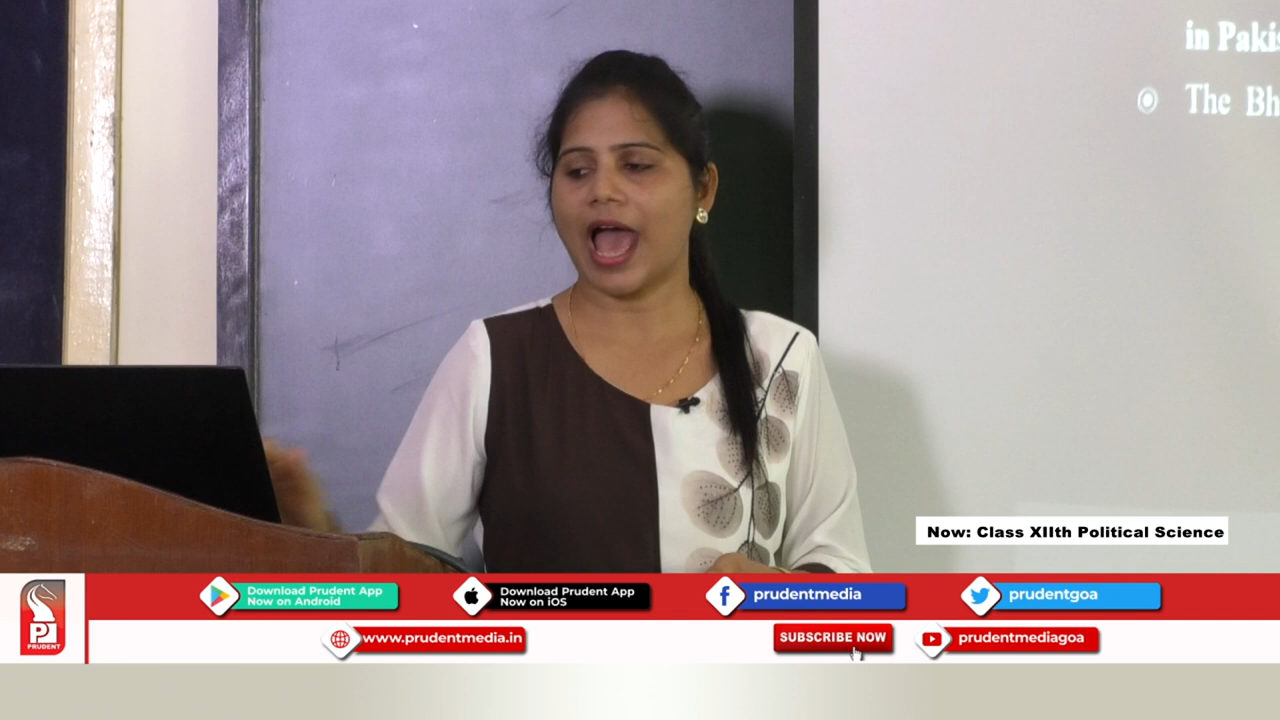 in Pakis
The Bh
Now: Class XIIth Political Science
Download Prudent App
Now on Android
Download Prudent App
Now on iOS
prudentmedia
prudentgoa
PRUDENT
www.prudentmedia.in
SUBSCRIBE NOW
prudentmediagoa